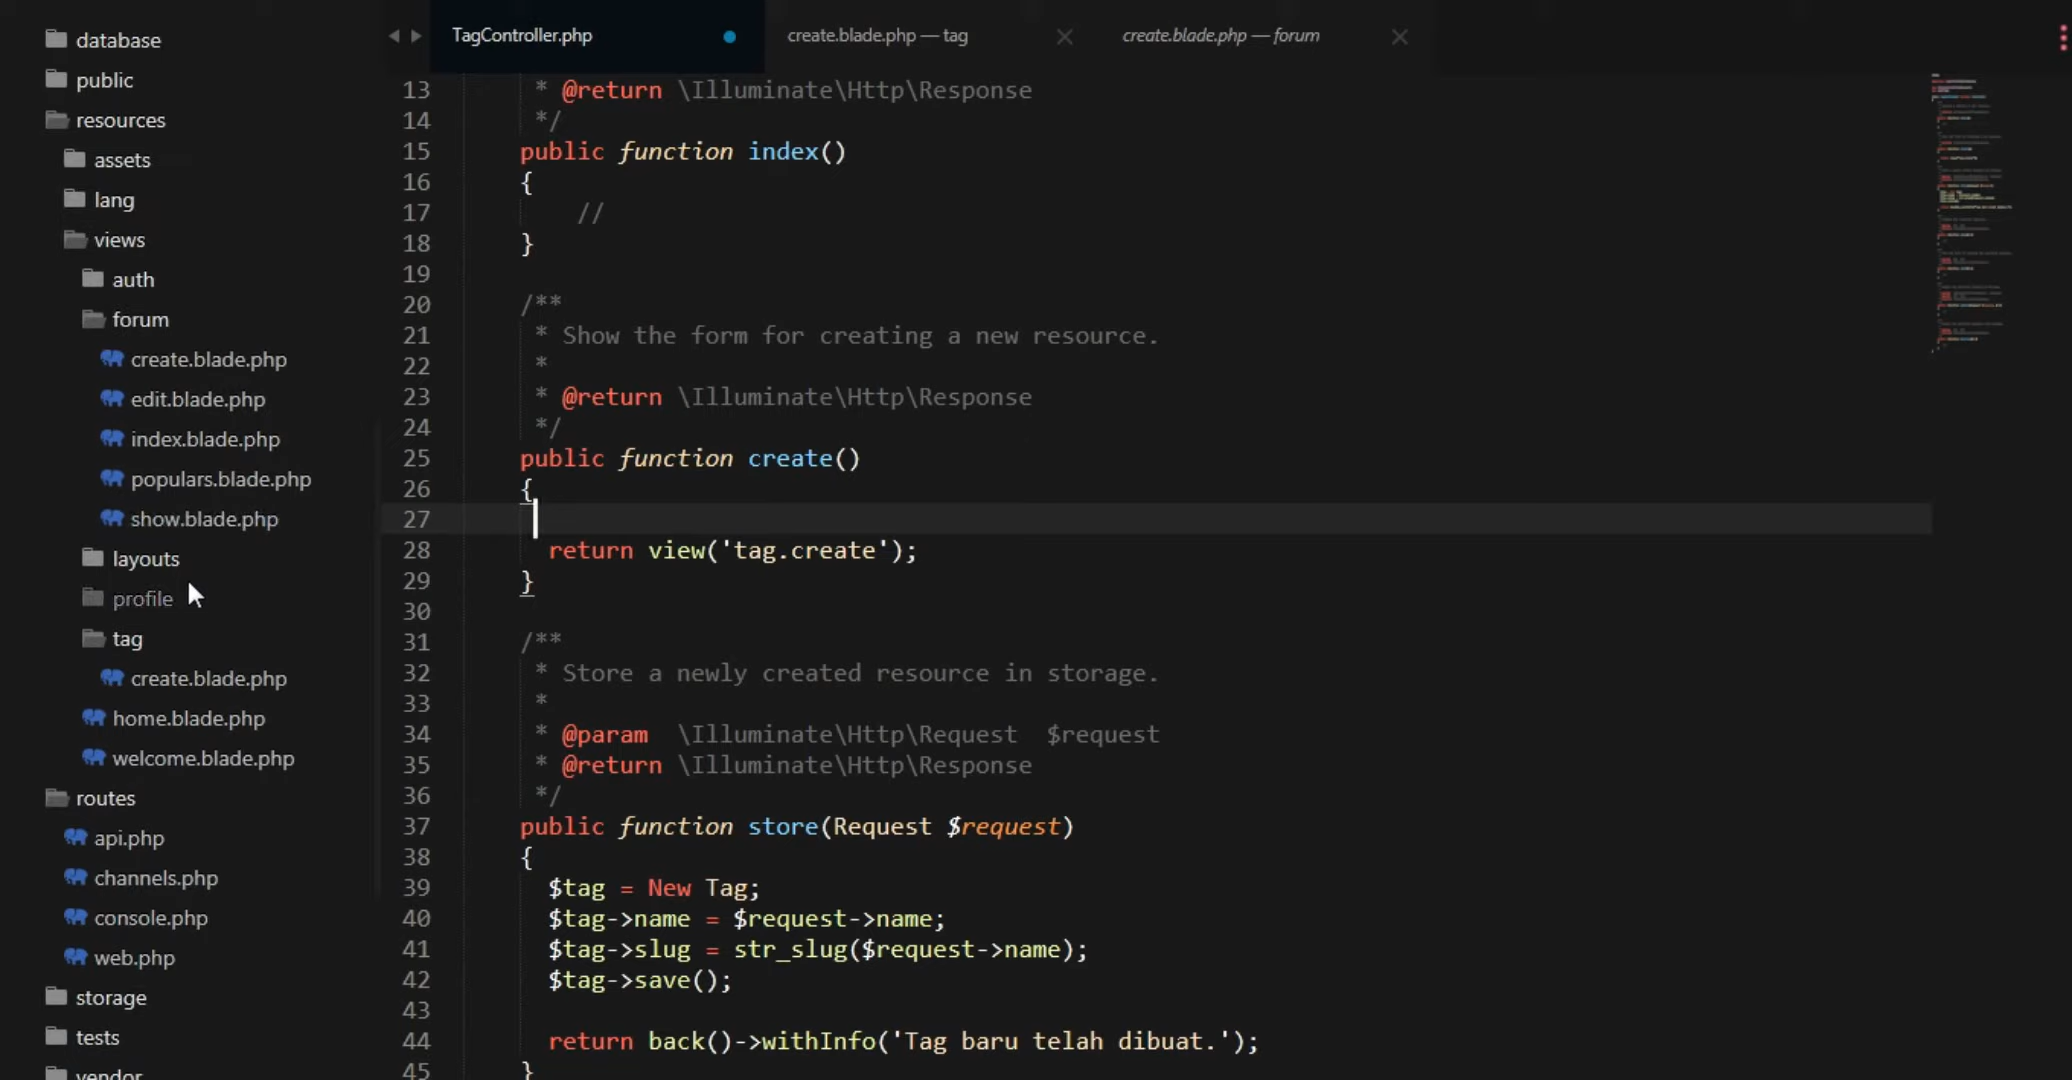 database
public
resources
assets
lang
views
auth
forum
create.blade.php
edit.blade.php
index.blade.php
populars.blade.php
show.blade.php
layouts
profile
tag
create.blade.php
home.blade.php
welcome.blade.php
routes
api.php
channels.php
console.php
web.php
storage
tests
vendor
TagController.php
create.blade.php — tag
create.blade.php — forum
13 * @return \Illuminate\Http\Response
14 */
15 public function index()
16 {
17 //
18 }
19
20 /**
21 * Show the form for creating a new resource.
22 *
23 * @return \Illuminate\Http\Response
24 */
25 public function create()
26 {
27
28 return view('tag.create');
29 }
30
31 /**
32 * Store a newly created resource in storage.
33 *
34 * @param \Illuminate\Http\Request $request
35 * @return \Illuminate\Http\Response
36 */
37 public function store(Request $request)
38 {
39 $tag = New Tag;
40 $tag->name = $request->name;
41 $tag->slug = str_slug($request->name);
42 $tag->save();
43
44 return back()->withInfo('Tag baru telah dibuat.');
45 }